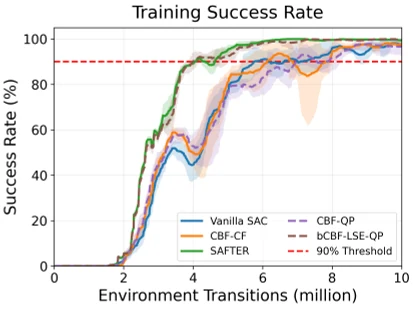 Training Success Rate
Success Rate (%)
100
80
60
40
20
0
Vanilla SAC
CBF-CF
SAFTER
CBF-QP
bCBF-LSE-QP
90% Threshold
0 2 4 6 8 10
Environment Transitions (million)